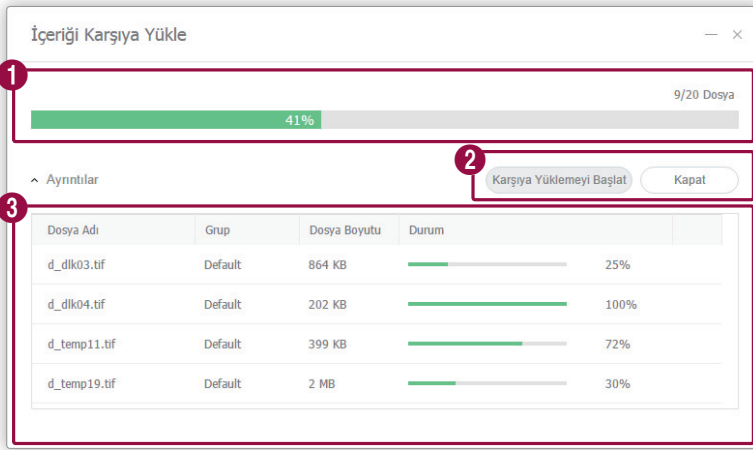 İçeriği Karşıya Yükle
1
9/20 Dosya
41%
2
Ayrıntılar
Karşıya Yüklemeyi Başlat
Kapat
3
Dosya Adı Grup Dosya Boyutu Durum
d_dlk03.tif Default 864 KB 25%
d_dlk04.tif Default 202 KB 100%
d_temp11.tif Default 399 KB 72%
d_temp19.tif Default 2 MB 30%